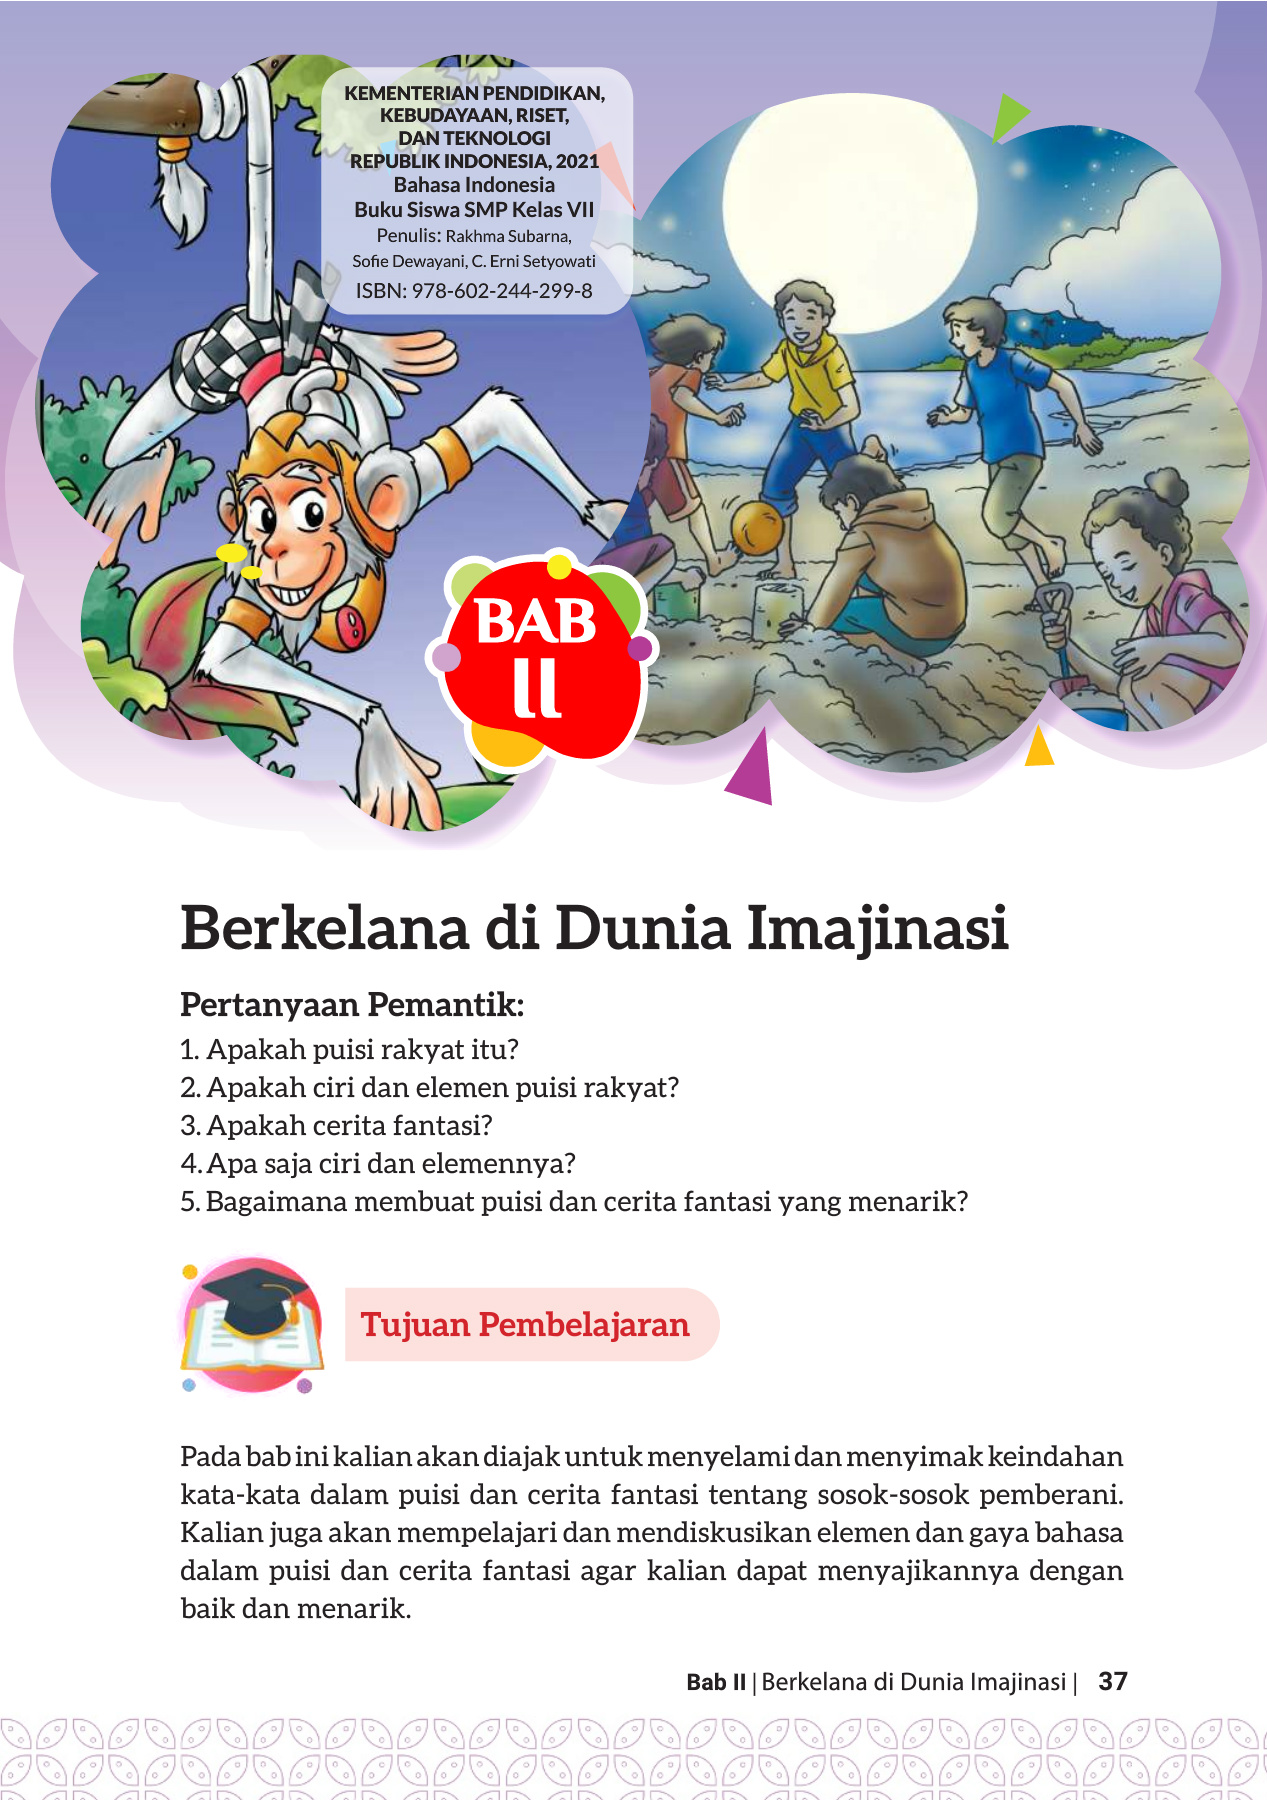 KEMENTERIAN PENDIDIKAN,
KEBUDAYAAN, RISET,
DAN TEKNOLOGI
REPUBLIK INDONESIA, 2021
Bahasa Indonesia
Buku Siswa SMP Kelas VII
Penulis: Rakhma Subarna,
Sofie Dewayani, C. Erni Setyowati
ISBN: 978-602-244-299-8
BAB
II
Berkelana di Dunia Imajinasi
Pertanyaan Pemantik:
1. Apakah puisi rakyat itu?
2. Apakah ciri dan elemen puisi rakyat?
3. Apakah cerita fantasi?
4. Apa saja ciri dan elemennya?
5. Bagaimana membuat puisi dan cerita fantasi yang menarik?
Tujuan Pembelajaran
Pada bab ini kalian akan diajak untuk menyelami dan menyimak keindahan
kata-kata dalam puisi dan cerita fantasi tentang sosok-sosok pemberani.
Kalian juga akan mempelajari dan mendiskusikan elemen dan gaya bahasa
dalam puisi dan cerita fantasi agar kalian dapat menyajikannya dengan
baik dan menarik.
Bab II | Berkelana di Dunia Imajinasi | 37